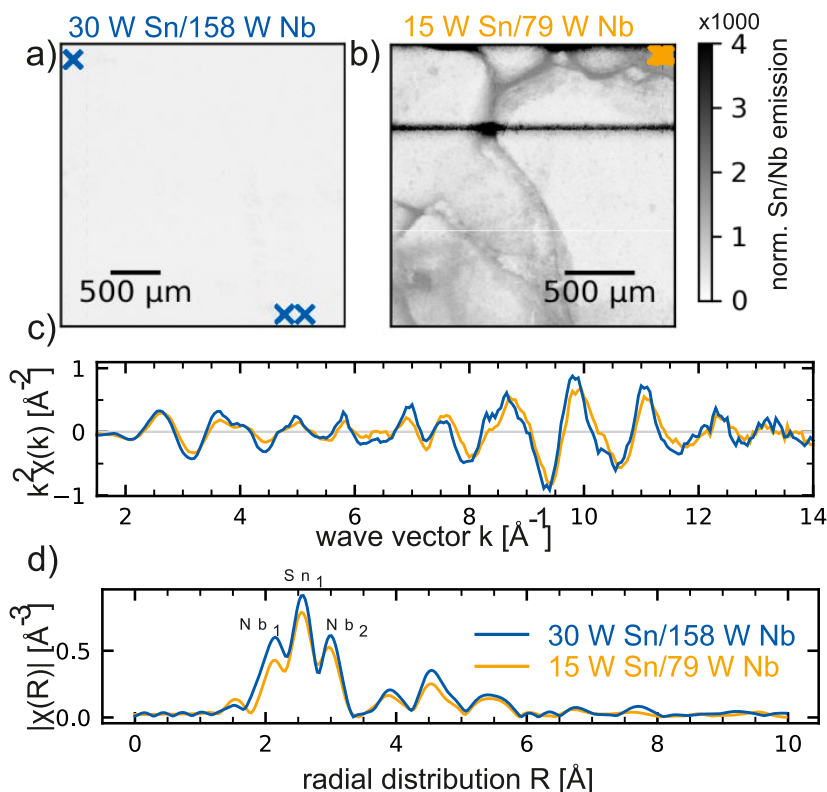 30 W Sn/158 W Nb
15 W Sn/79 W Nb
x1000
a)
b)
4
3
2
1
0
norm. Sn/Nb emission
500 µm
500 µm
c)
k²χ(k) [Å⁻²]
1
0
−1
2 4 6 8 10 12 14
wave vector k [Å⁻¹]
d)
|χ(R)| [Å⁻³]
0.5
0.0
Nb₁
Sn₁
Nb₂
30 W Sn/158 W Nb
15 W Sn/79 W Nb
0 2 4 6 8 10
radial distribution R [Å]